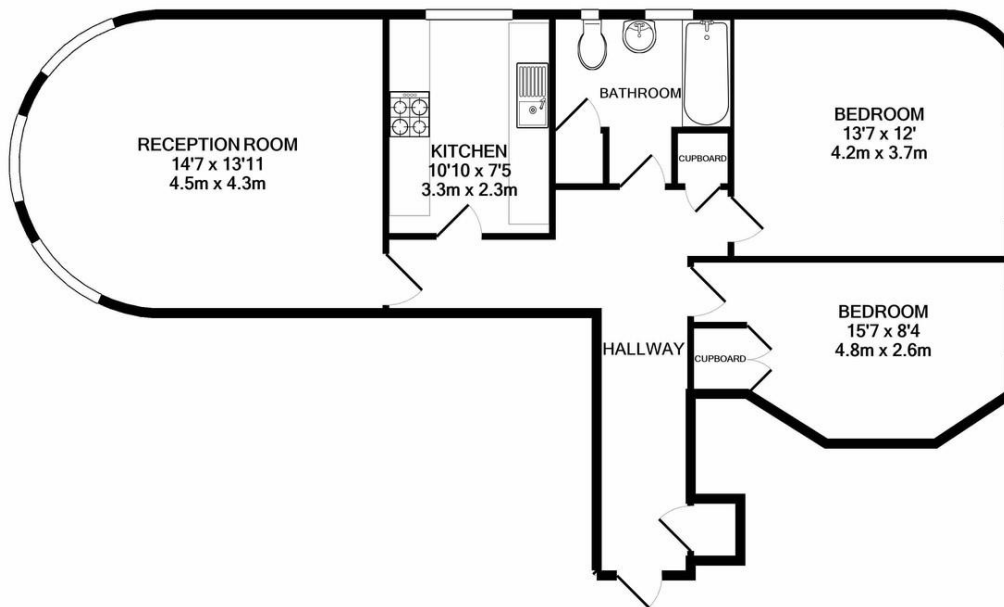 RECEPTION ROOM
14'7 x 13'11
4.5m x 4.3m
KITCHEN
10'10 x 7'5
3.3m x 2.3m
BATHROOM
CUPBOARD
BEDROOM
13'7 x 12'
4.2m x 3.7m
HALLWAY
CUPBOARD
BEDROOM
15'7 x 8'4
4.8m x 2.6m